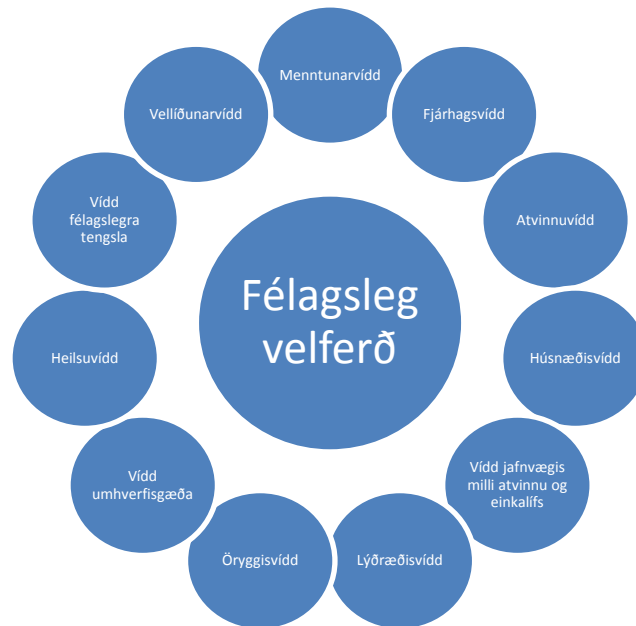 Menntunarvídd
Fjárhagsvídd
Atvinnuvídd
Húsnæðisvídd
Vídd jafnvægis
milli atvinnu og
einkalífs
Lýðræðisvídd
Öryggisvídd
Vídd
umhverfisgæða
Heilsuvídd
Vídd
félagslegra
tengsla
Vellíðunarvídd
Félagsleg
velferð